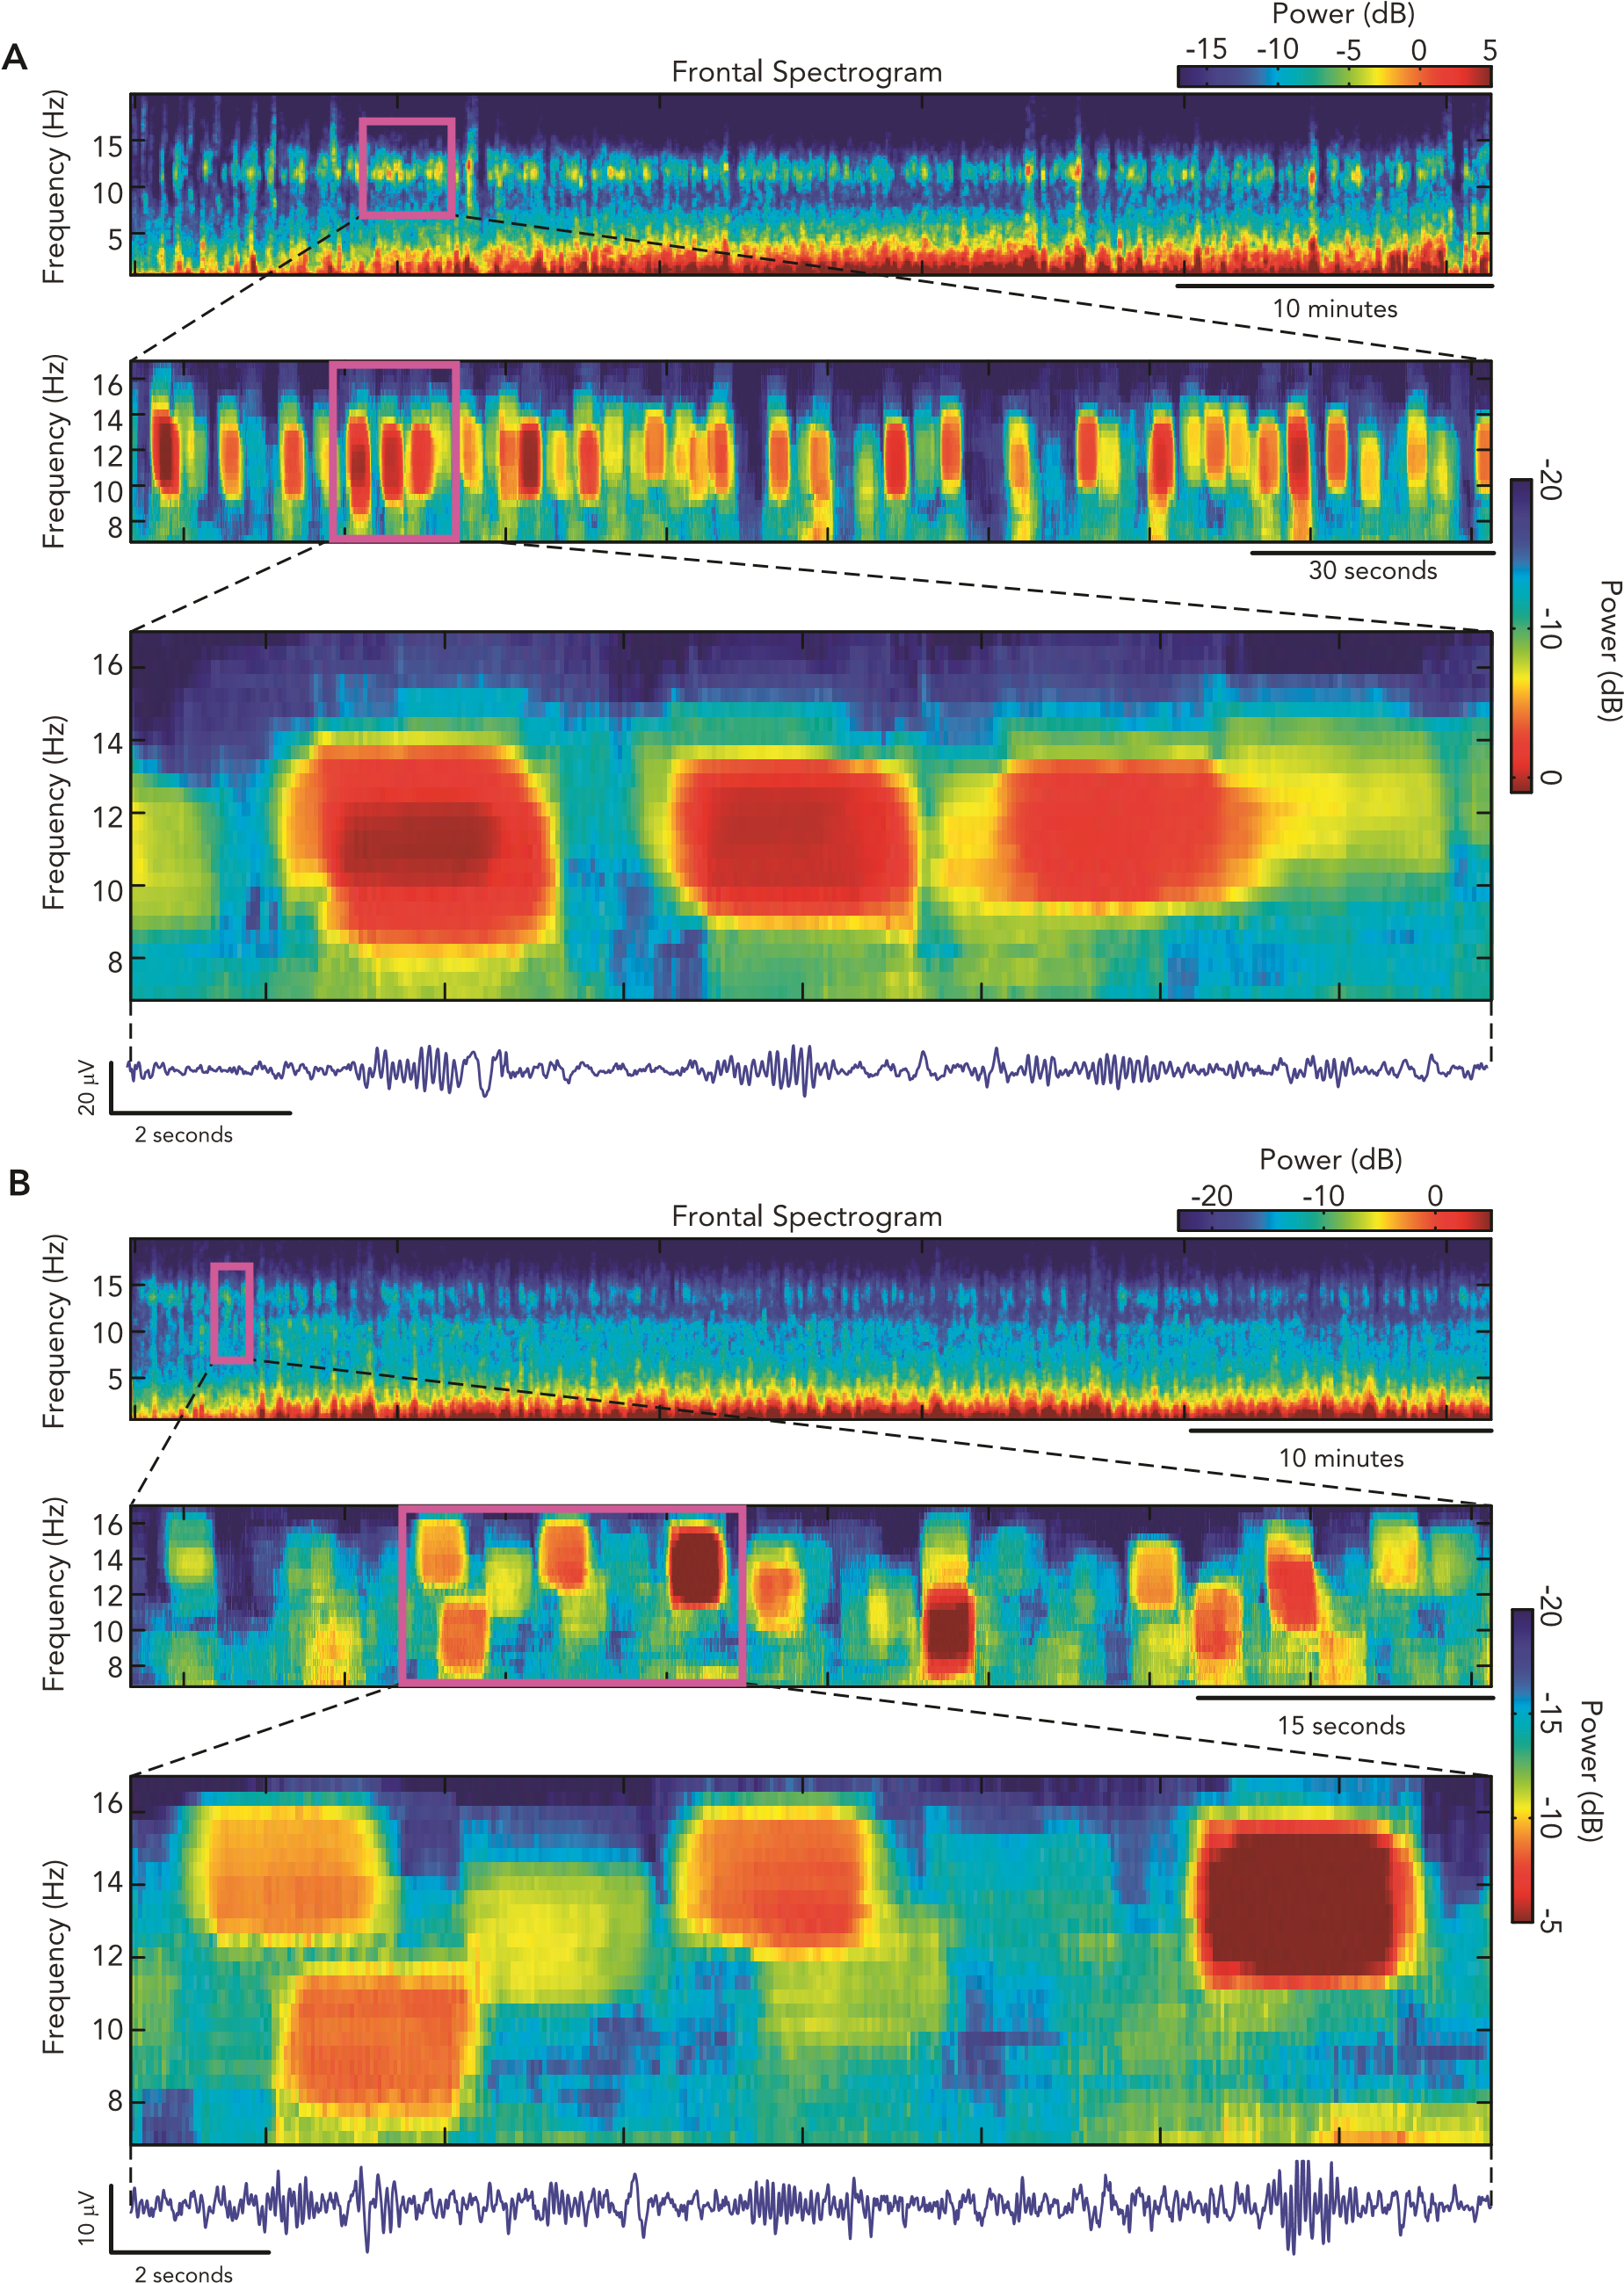 A
Power (dB)
-15 -10 -5 0 5
Frontal Spectrogram
Frequency (Hz)
15
10
5
10 minutes
Frequency (Hz)
16
14
12
10
8
30 seconds
-20
-10
0
Power (dB)
Frequency (Hz)
16
14
12
10
8
20 μV
2 seconds
B
Power (dB)
-20 -10 0
Frontal Spectrogram
Frequency (Hz)
15
10
5
10 minutes
Frequency (Hz)
16
14
12
10
8
15 seconds
-20
-15
-10
-5
Power (dB)
Frequency (Hz)
16
14
12
10
8
10 μV
2 seconds